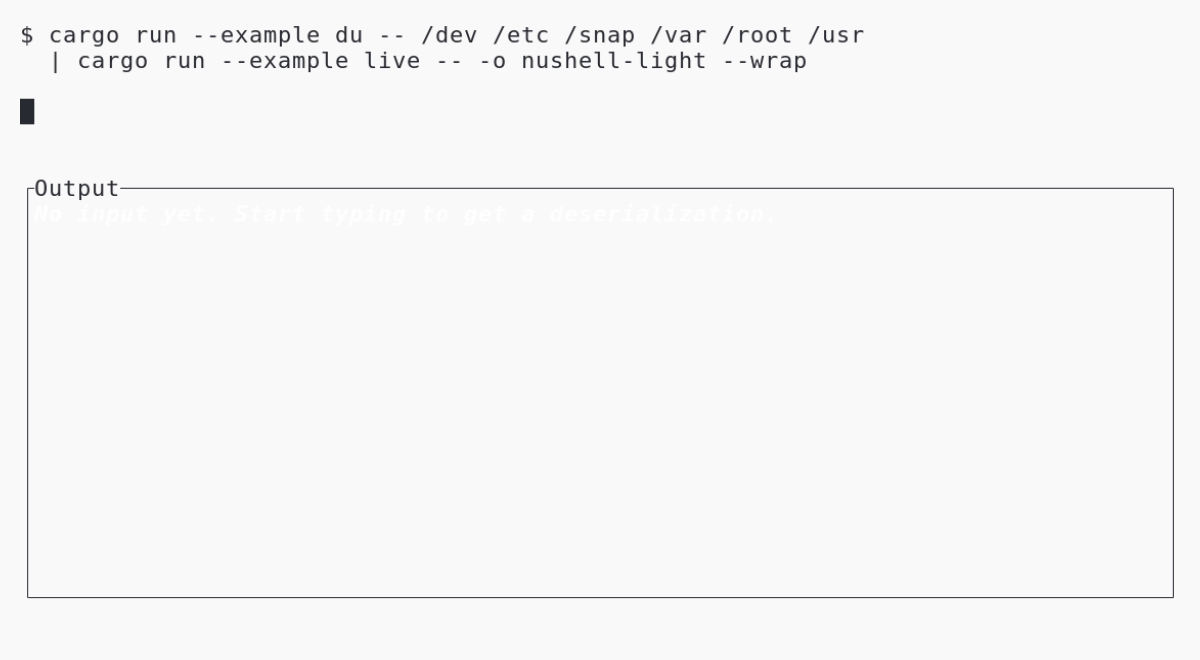 $ cargo run --example du -- /dev /etc /snap /var /root /usr
| cargo run --example live -- -o nushell-light --wrap
Output
No input yet. Start typing to get a deserialization.